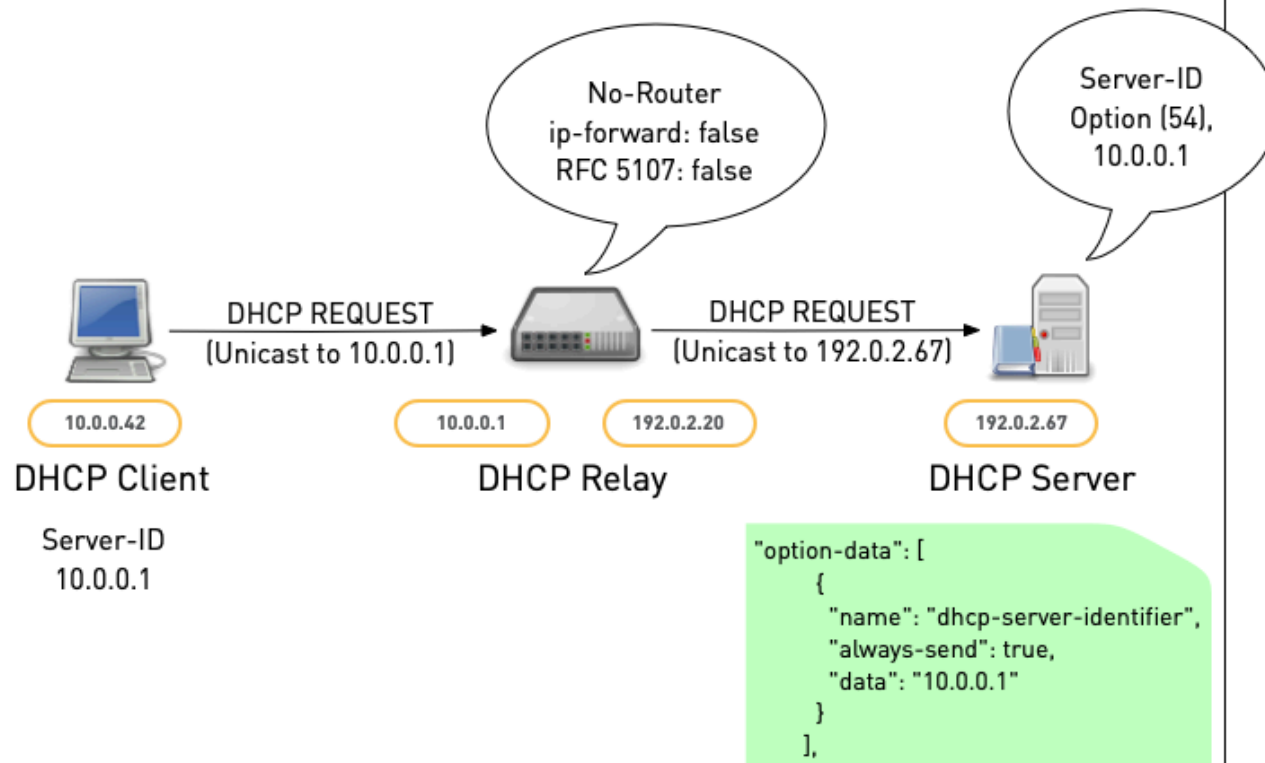 No-Router
ip-forward: false
RFC 5107: false
Server-ID
Option (54),
10.0.0.1
DHCP REQUEST
(Unicast to 10.0.0.1)
DHCP REQUEST
(Unicast to 192.0.2.67)
10.0.0.42
10.0.0.1
192.0.2.20
192.0.2.67
DHCP Client
DHCP Relay
DHCP Server
Server-ID
10.0.0.1
"option-data": [
{
"name": "dhcp-server-identifier",
"always-send": true,
"data": "10.0.0.1"
}
],